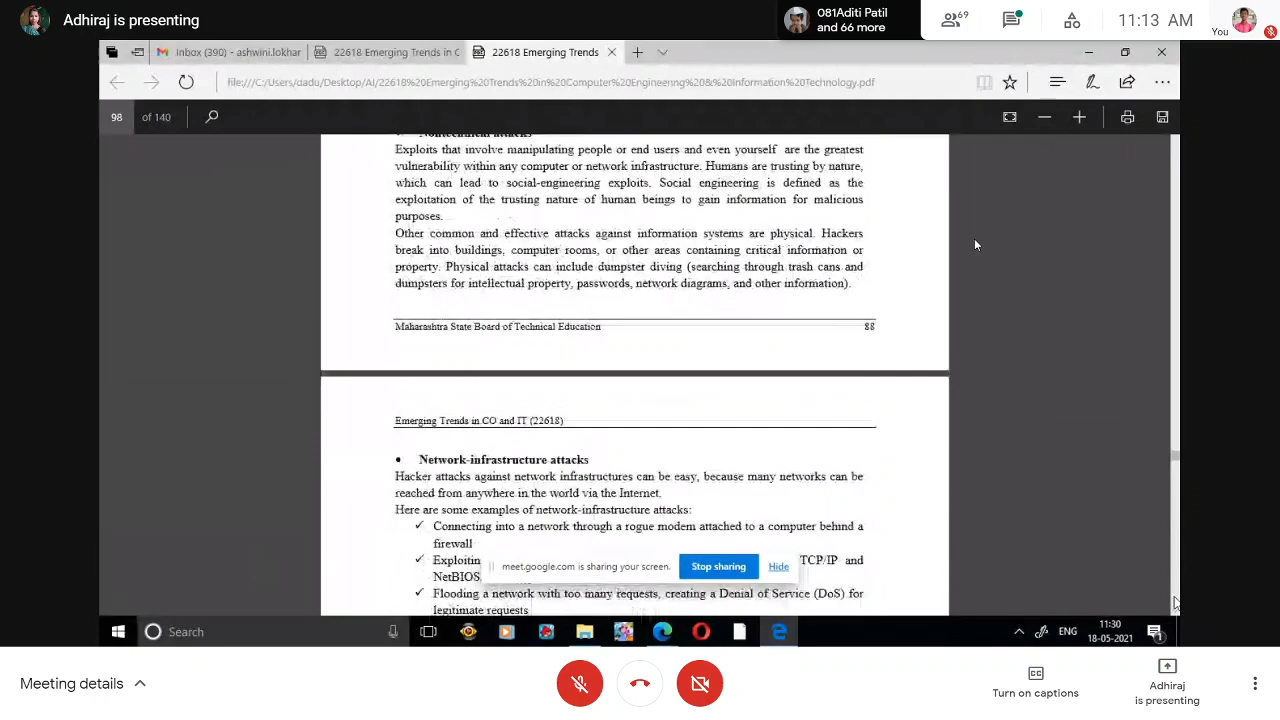 Adhiraj is presenting
081Aditi Patil
and 66 more
69
11:13 AM
You
Inbox (390) - ashwini.lokhar
22618 Emerging Trends in C
22618 Emerging Trends
file:///C:/Users/dadu/Desktop/AI/22618%20Emerging%20Trends%20in%20Computer%20Engineering%20&%20Information%20Technology.pdf
98 of 140
Nontechnical attacks
Exploits that involve manipulating people or end users and even yourself are the greatest
vulnerability within any computer or network infrastructure. Humans are trusting by nature,
which can lead to social-engineering exploits. Social engineering is defined as the
exploitation of the trusting nature of human beings to gain information for malicious
purposes.
Other common and effective attacks against information systems are physical. Hackers
break into buildings, computer rooms, or other areas containing critical information or
property. Physical attacks can include dumpster diving (searching through trash cans and
dumpsters for intellectual property, passwords, network diagrams, and other information).
Maharashtra State Board of Technical Education 88
Emerging Trends in CO and IT (22618)
• Network-infrastructure attacks
Hacker attacks against network infrastructures can be easy, because many networks can be
reached from anywhere in the world via the Internet.
Here are some examples of network-infrastructure attacks:
✓ Connecting into a network through a rogue modem attached to a computer behind a
firewall
✓ Exploitin TCP/IP and
NetBIOS,
meet.google.com is sharing your screen.
Stop sharing
Hide
✓ Flooding a network with too many requests, creating a Denial of Service (DoS) for
legitimate requests
Search
ENG
11:30
18-05-2021
1
Meeting details
Turn on captions
Adhiraj
is presenting